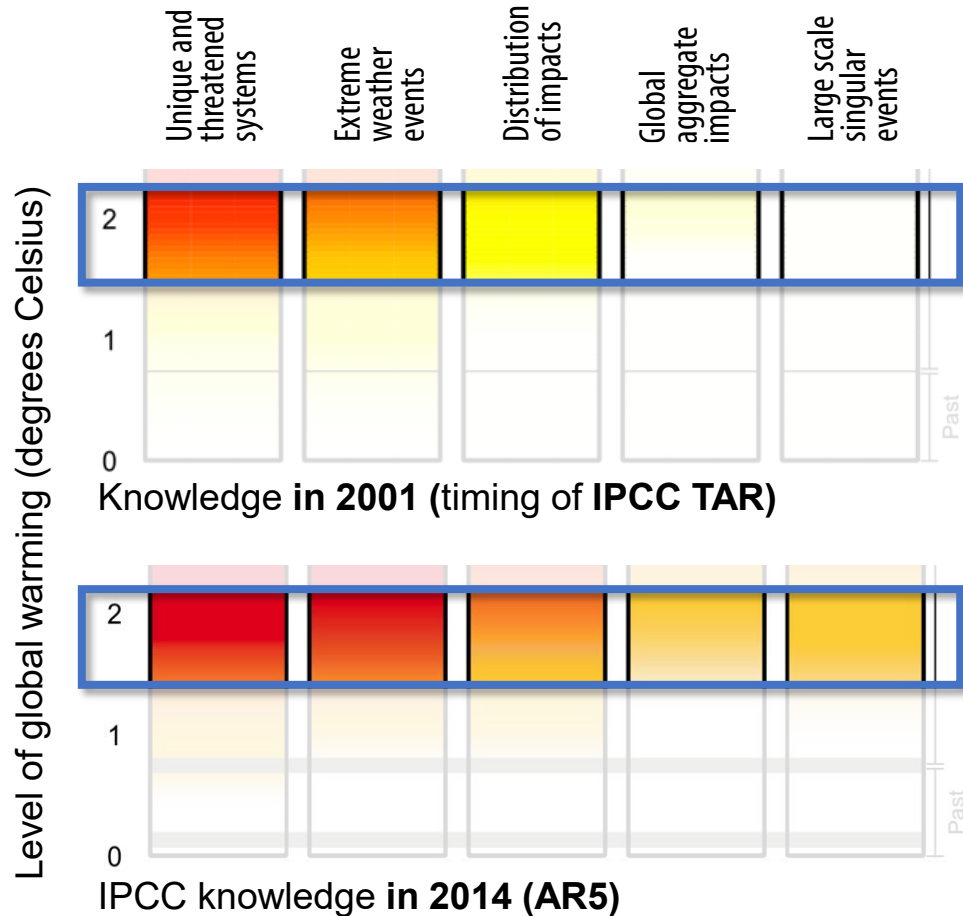 Unique and
threatened
systems
Extreme
weather
events
Distribution
of impacts
Global
aggregate
impacts
Large scale
singular
events
Level of global warming (degrees Celsius)
2
1
0
Past
Knowledge in 2001 (timing of IPCC TAR)
2
1
0
Past
IPCC knowledge in 2014 (AR5)